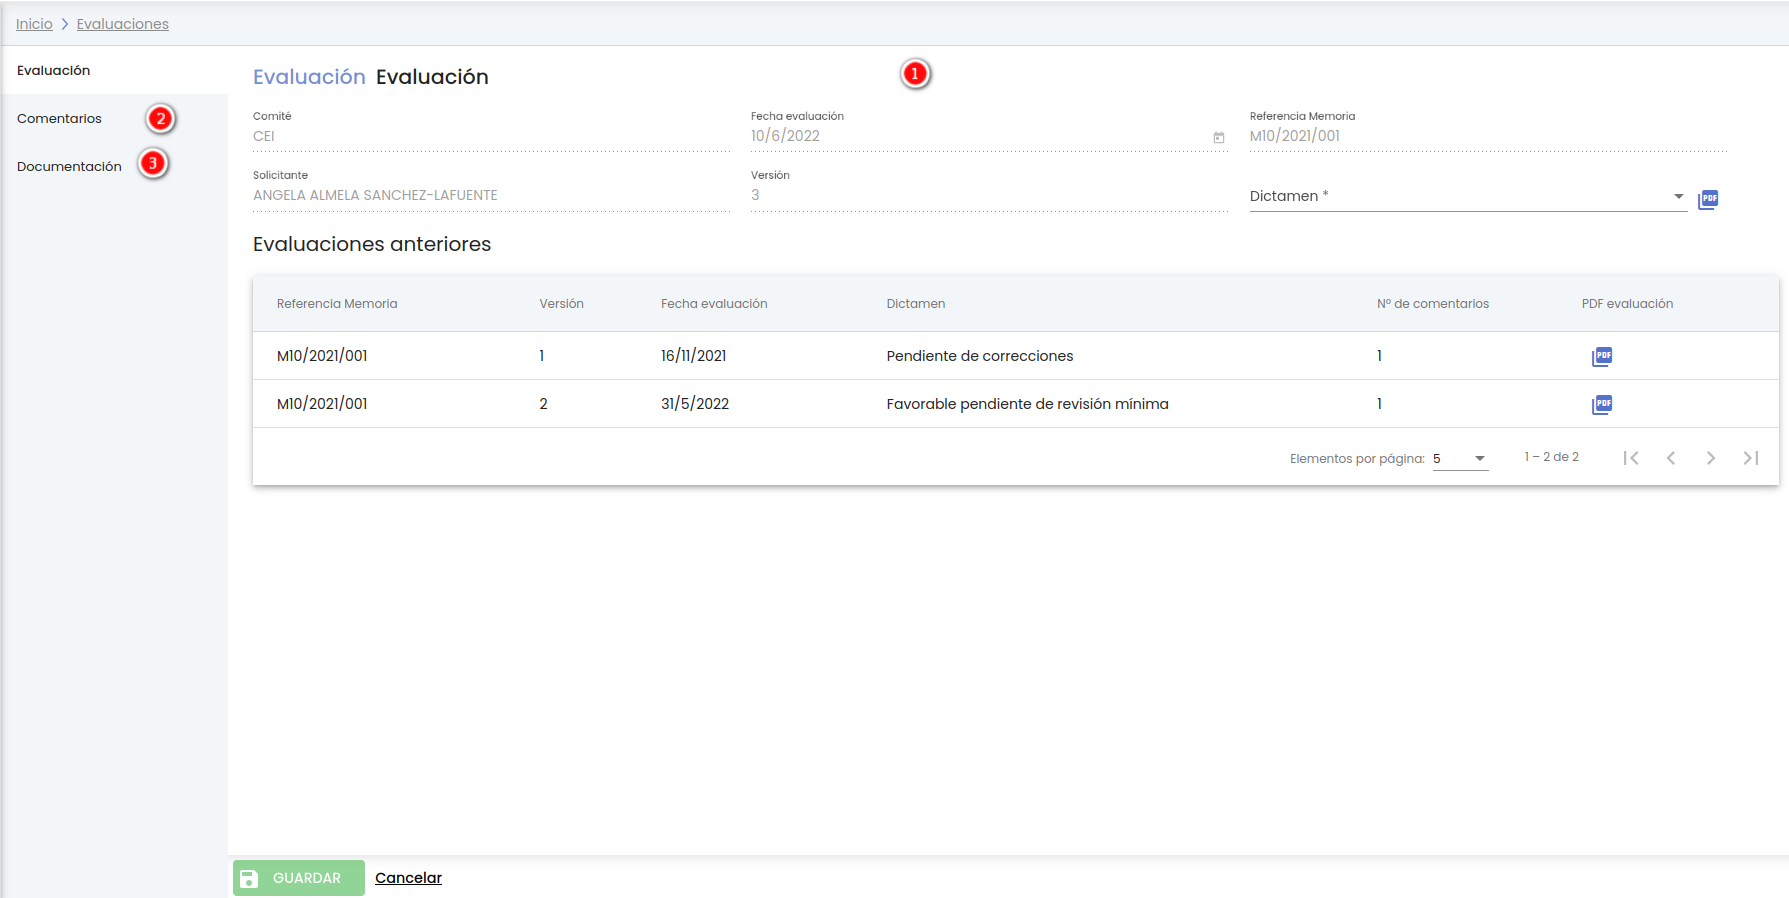 Inicio > Evaluaciones
Evaluación
Comentarios 2
Documentación 3
Evaluación Evaluación 1
Comité Fecha evaluación Referencia Memoria
CEI 10/6/2022 M10/2021/001
Solicitante Versión
ANGELA ALMELA SANCHEZ-LAFUENTE 3 Dictamen * PDF
Evaluaciones anteriores
Referencia Memoria Versión Fecha evaluación Dictamen Nº de comentarios PDF evaluación
M10/2021/001 1 16/11/2021 Pendiente de correcciones 1 PDF
M10/2021/001 2 31/5/2022 Favorable pendiente de revisión mínima 1 PDF
Elementos por página: 5 1 – 2 de 2
GUARDAR Cancelar